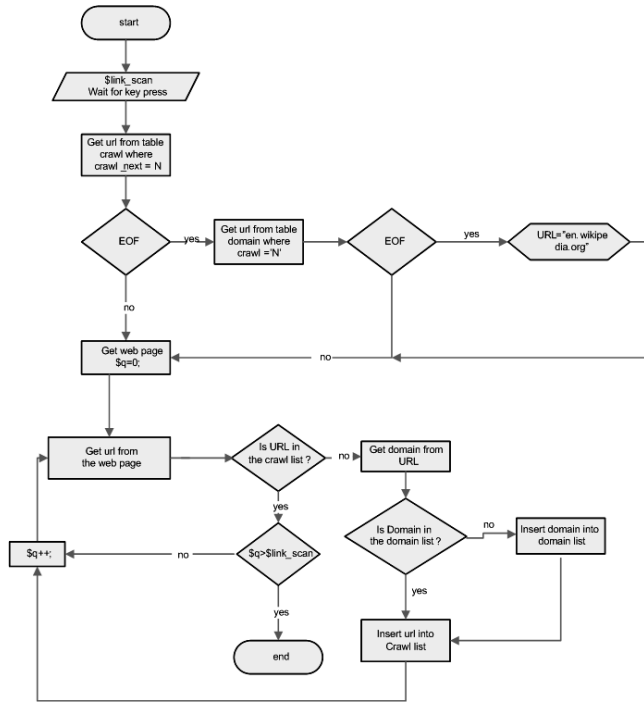 start
$link_scan
Wait for key press
Get url from table
crawl where
crawl_next = N
EOF
yes
Get url from table
domain where
crawl ='N'
EOF
yes
URL="en. wikipe
dia.org"
no
Get web page
$q=0;
no
Get url from
the web page
Is URL in
the crawl list ?
no
Get domain from
URL
yes
Is Domain in
the domain list ?
no
Insert domain into
domain list
$q++;
no
$q>$link_scan
yes
yes
Insert url into
Crawl list
end